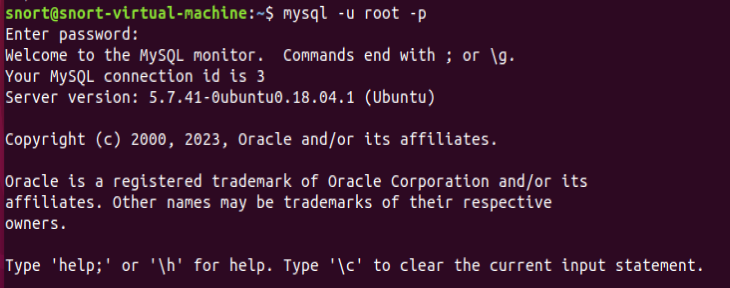 snort@snort-virtual-machine:~$ mysql -u root -p
Enter password:
Welcome to the MySQL monitor.  Commands end with ; or \g.
Your MySQL connection id is 3
Server version: 5.7.41-0ubuntu0.18.04.1 (Ubuntu)
Copyright (c) 2000, 2023, Oracle and/or its affiliates.
Oracle is a registered trademark of Oracle Corporation and/or its
affiliates. Other names may be trademarks of their respective
owners.
Type 'help;' or '\h' for help. Type '\c' to clear the current input statement.